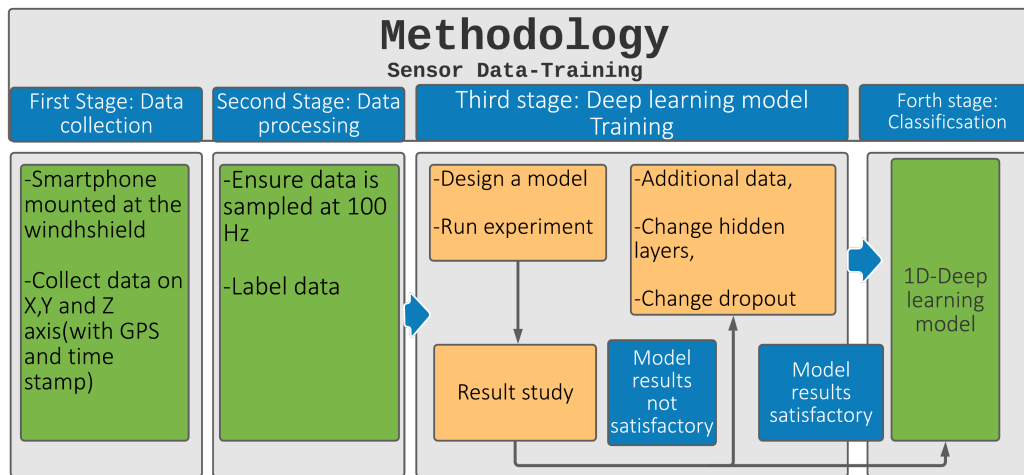 Methodology
Sensor Data-Training
First Stage: Data
collection
Second Stage: Data
processing
Third stage: Deep learning model
Training
Forth stage:
Classificsation
-Smartphone
mounted at the
windhshield
-Collect data on
X,Y and Z
axis(with GPS
and time
stamp)
-Ensure data is
sampled at 100
Hz
-Label data
-Design a model
-Run experiment
Result study
-Additional data,
-Change hidden
layers,
-Change dropout
Model
results
not
satisfactory
Model
results
satisfactory
1D-Deep
learning
model